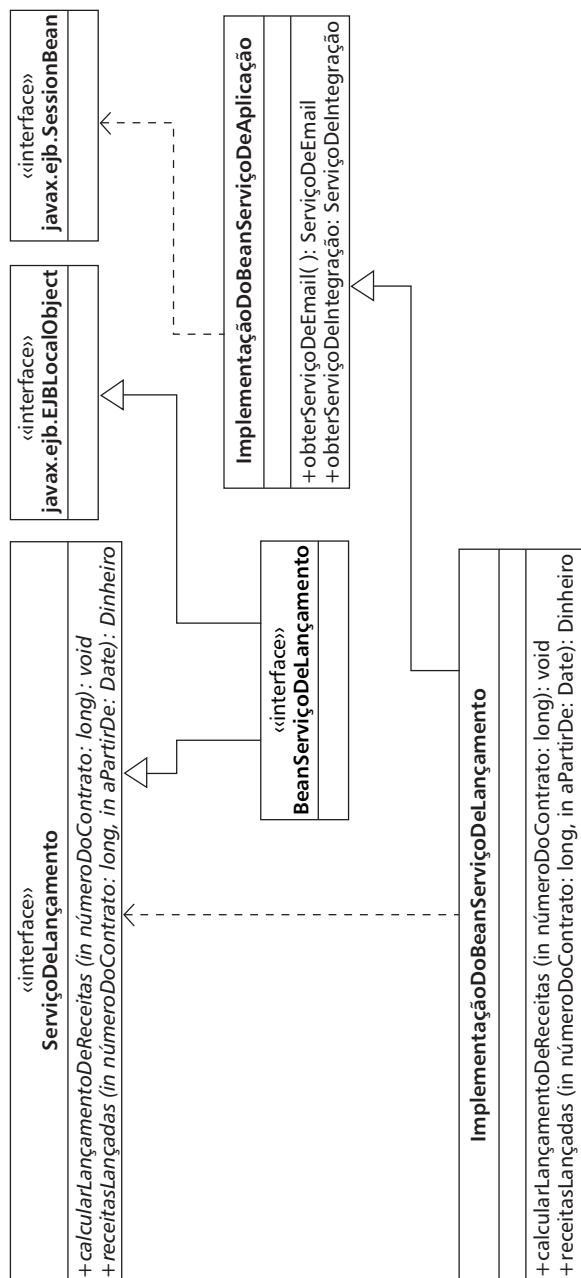 «interface»
ServiçoDeLançamento
+calcularLançamentoDeReceitas (in númeroDoContrato: long): void
+receitasLançadas (in númeroDoContrato: long, in aPartirDe: Date): Dinheiro
«interface»
javax.ejb.EJBLocalObject
«interface»
javax.ejb.SessionBean
«interface»
BeanServiçoDeLançamento
ImplementaçãoDoBeanServiçoDeAplicação
+obterServiçoDeEmail( ): ServiçoDeEmail
+obterServiçoDeIntegração: ServiçoDeIntegração
ImplementaçãoDoBeanServiçoDeLançamento
+calcularLançamentoDeReceitas (in númeroDoContrato: long): void
+receitasLançadas (in númeroDoContrato: long, in aPartirDe: Date): Dinheiro